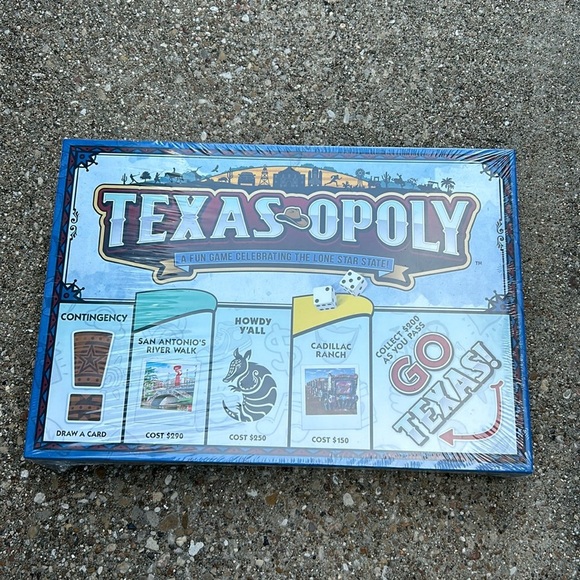 TEXAS-OPOLY
™
A FUN GAME CELEBRATING THE LONE STAR STATE!
CONTINGENCY
!
DRAW A CARD
SAN ANTONIO'S
RIVER WALK
COST $290
HOWDY
Y'ALL
COST $250
CADILLAC
RANCH
COST $150
COLLECT $200
AS YOU PASS
GO
TEXAS!